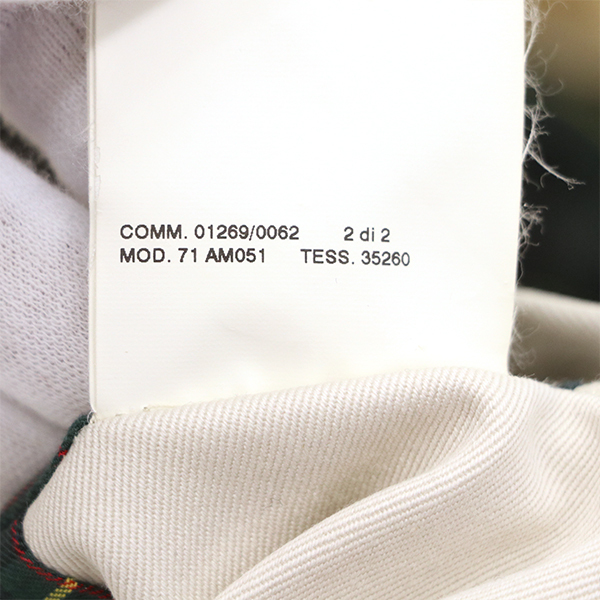 COMM. 01269/0062 2 di 2
MOD. 71 AM051 TESS. 35260